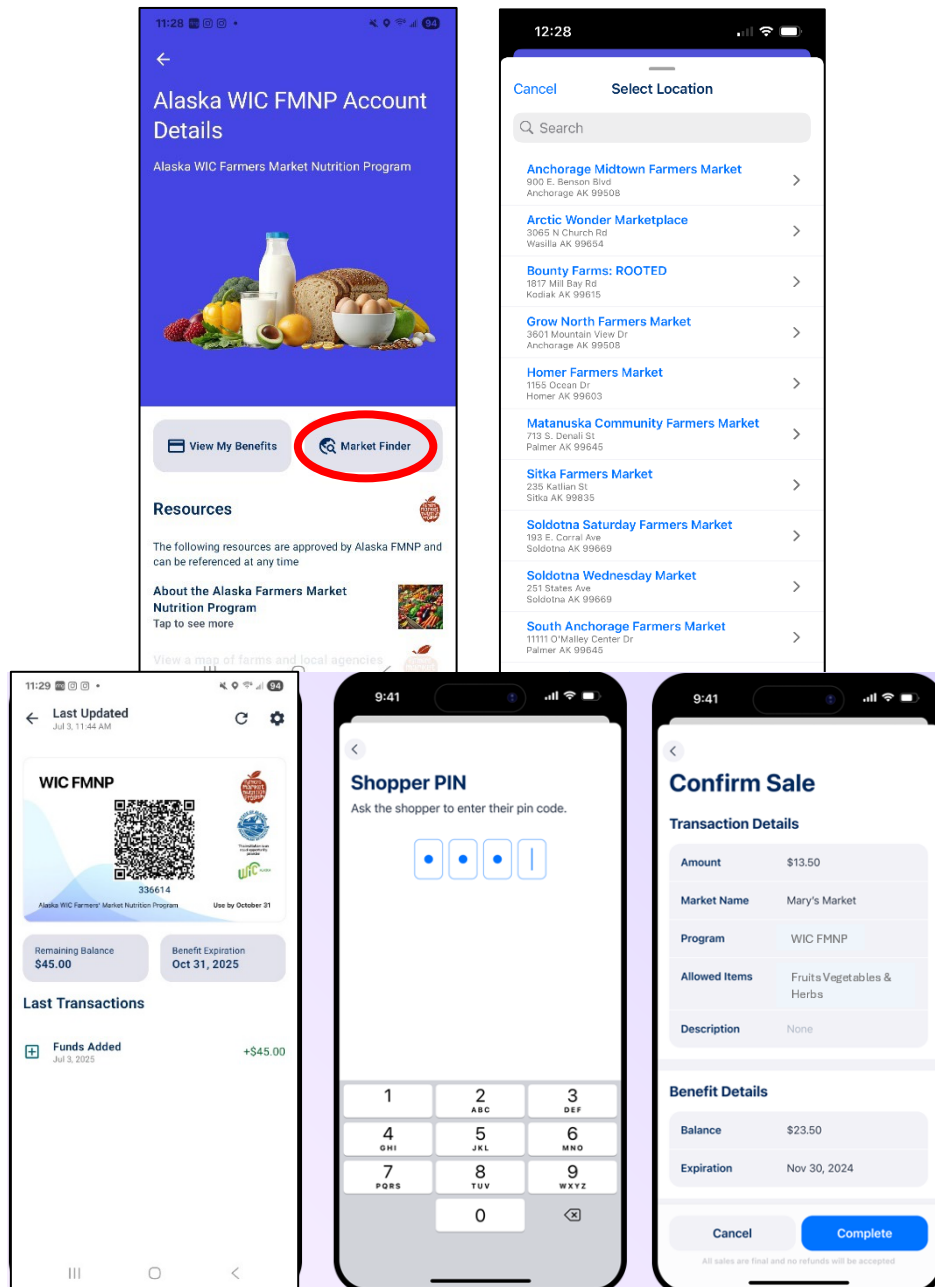 11:28
94
Alaska WIC FMNP Account
Details
Alaska WIC Farmers Market Nutrition Program
View My Benefits
Market Finder
Resources
The following resources are approved by Alaska FMNP and
can be referenced at any time
About the Alaska Farmers Market
Nutrition Program
Tap to see more
View a map of farms and local agencies
12:28
Cancel
Select Location
Search
Anchorage Midtown Farmers Market
900 E. Benson Blvd
Anchorage AK 99508
Arctic Wonder Marketplace
3065 N Church Rd
Wasilla AK 99654
Bounty Farms: ROOTED
1817 Mill Bay Rd
Kodiak AK 99615
Grow North Farmers Market
3601 Mountain View Dr
Anchorage AK 99508
Homer Farmers Market
1155 Ocean Dr
Homer AK 99603
Matanuska Community Farmers Market
713 S. Denali St
Palmer AK 99645
Sitka Farmers Market
235 Katlian St
Sitka AK 99835
Soldotna Saturday Farmers Market
193 E. Corral Ave
Soldotna AK 99669
Soldotna Wednesday Market
251 States Ave
Soldotna AK 99669
South Anchorage Farmers Market
11111 O'Malley Center Dr
Palmer AK 99645
11:29
94
Last Updated
Jul 3, 11:44 AM
WIC FMNP
336614
WIC
Alaska WIC Farmers' Market Nutrition Program
Use by October 31
Remaining Balance
$45.00
Benefit Expiration
Oct 31, 2025
Last Transactions
Funds Added
Jul 3, 2025
+$45.00
9:41
Shopper PIN
Ask the shopper to enter their pin code.
1
2
ABC
3
DEF
4
GHI
5
JKL
6
MNO
7
PQRS
8
TUV
9
WXYZ
0
9:41
Confirm Sale
Transaction Details
Amount
$13.50
Market Name
Mary's Market
Program
WIC FMNP
Allowed Items
Fruits Vegetables &
Herbs
Description
None
Benefit Details
Balance
$23.50
Expiration
Nov 30, 2024
Cancel
Complete
All sales are final and no refunds will be accepted